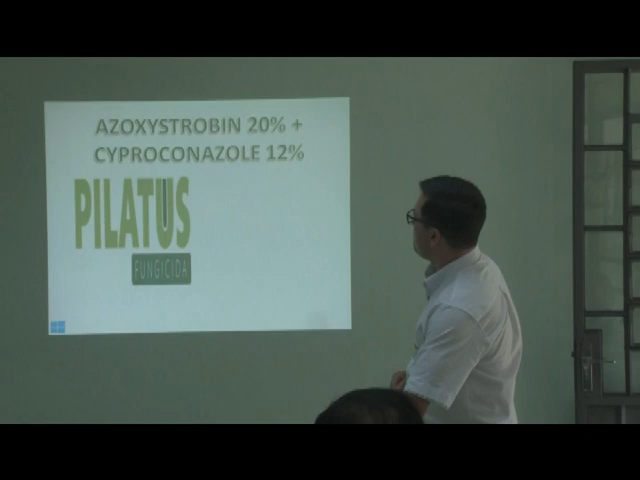 AZOXYSTROBIN 20% +
CYPROCONAZOLE 12%
PILATUS
FUNGICIDA